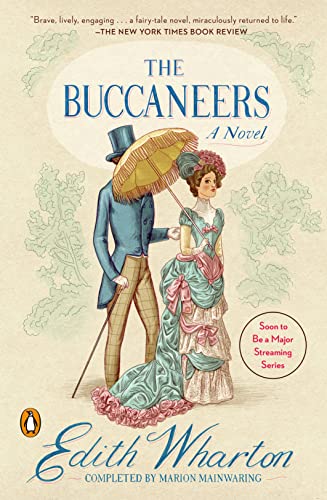 "Brave, lively, engaging . . . a fairy-tale novel, miraculously returned to life."
—THE NEW YORK TIMES BOOK REVIEW
THE
BUCCANEERS
A Novel
Soon to
Be a Major
Streaming
Series
Edith Wharton
COMPLETED BY MARION MAINWARING